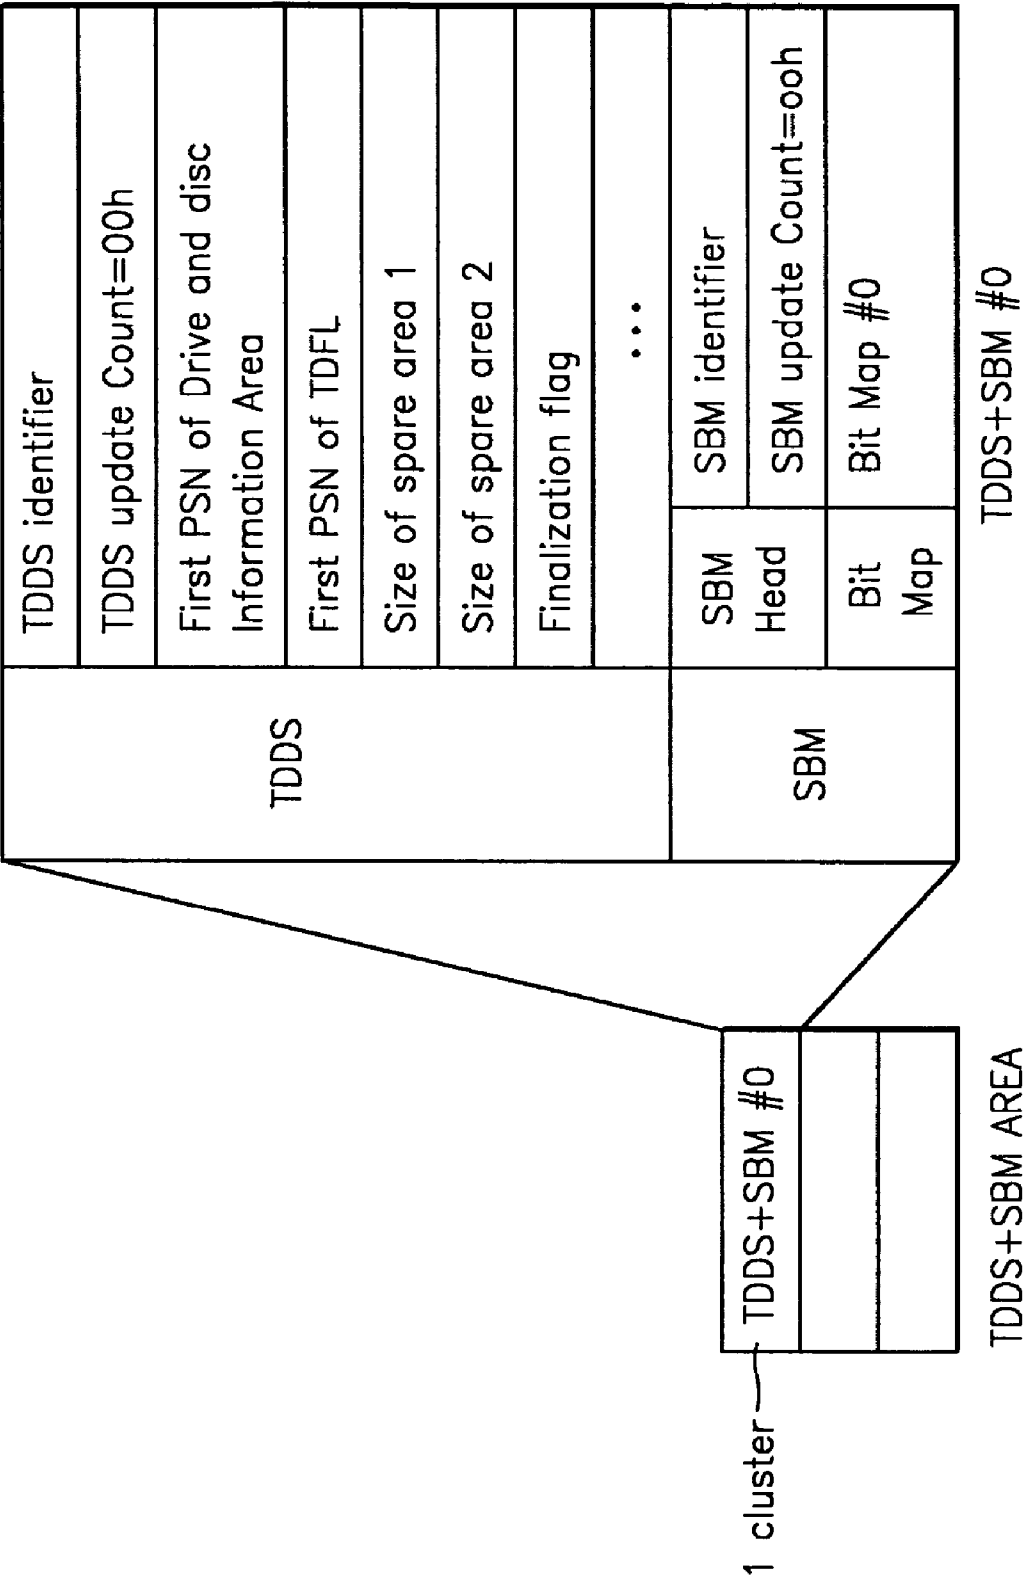 1 cluster
TDDS+SBM #0
TDDS+SBM AREA
TDDS
TDDS identifier
TDDS update Count=00h
First PSN of Drive and disc
Information Area
First PSN of TDFL
Size of spare area 1
Size of spare area 2
Finalization flag
...
SBM
SBM
Head
SBM identifier
SBM update Count=ooh
Bit
Map
Bit Map #0
TDDS+SBM #0